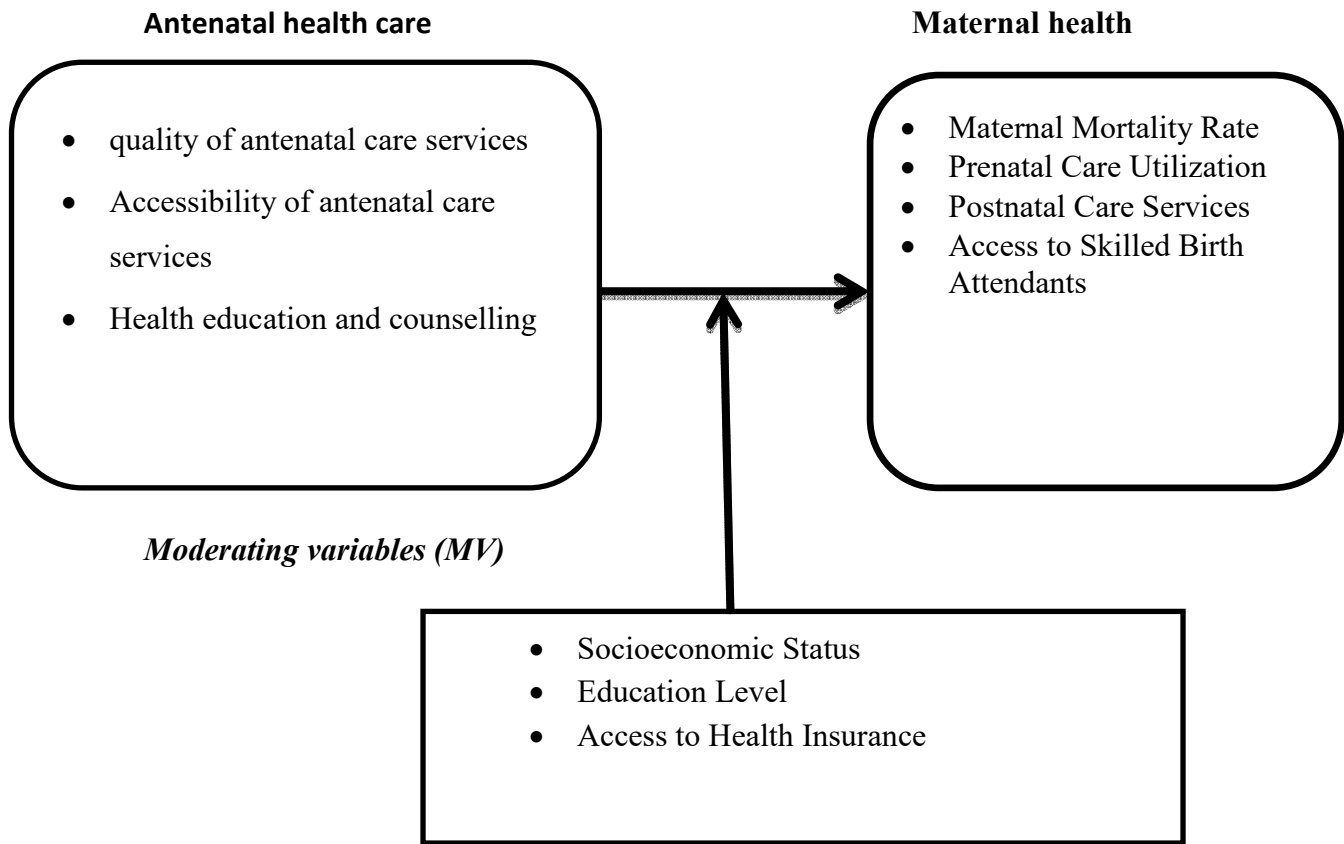 Antenatal health care
Maternal health
• quality of antenatal care services
• Accessibility of antenatal care
services
• Health education and counselling
• Maternal Mortality Rate
• Prenatal Care Utilization
• Postnatal Care Services
• Access to Skilled Birth
Attendants
Moderating variables (MV)
• Socioeconomic Status
• Education Level
• Access to Health Insurance